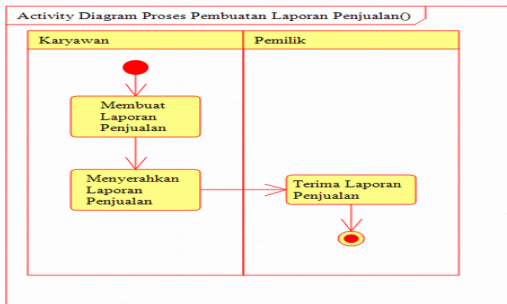 Activity Diagram Proses Pembuatan Laporan Penjualan()
Karyawan
Pemilik
Membuat
Laporan
Penjualan
Menyerahkan
Laporan
Penjualan
Terima Laporan
Penjualan